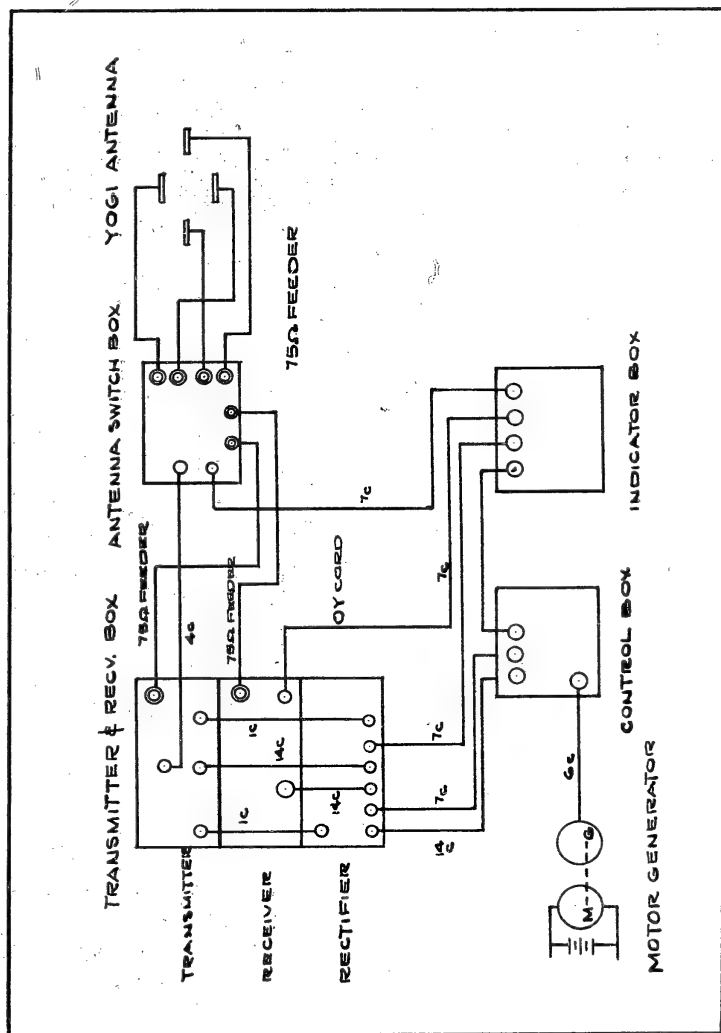 TRANSMITTER & RECV. BOX
ANTENNA SWITCH BOX
YOGI ANTENNA
75Ω FEEDER
4C
75Ω FEEDER
75Ω FEEDER
TRANSMITTER
RECEIVER
RECTIFIER
1C
14C
1C
14C
OY CORD
7C
7C
7C
7C
14C
6C
M
G
MOTOR GENERATOR
CONTROL BOX
INDICATOR BOX